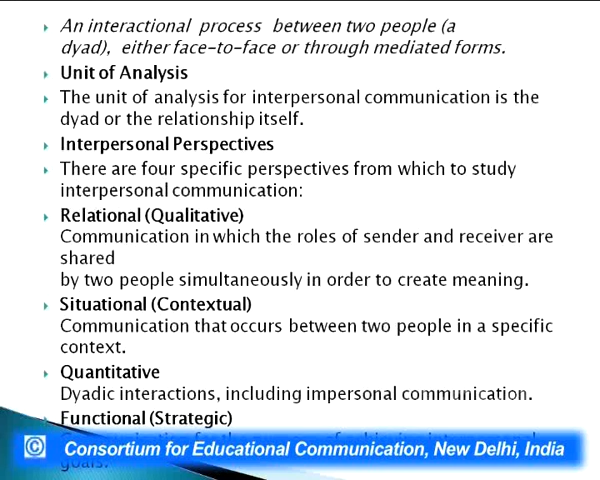 An interactional process between two people (a
dyad), either face-to-face or through mediated forms.
Unit of Analysis
The unit of analysis for interpersonal communication is the
dyad or the relationship itself.
Interpersonal Perspectives
There are four specific perspectives from which to study
interpersonal communication:
Relational (Qualitative)
Communication in which the roles of sender and receiver are
shared
by two people simultaneously in order to create meaning.
Situational (Contextual)
Communication that occurs between two people in a specific
context.
Quantitative
Dyadic interactions, including impersonal communication.
Functional (Strategic)
goals.
© Consortium for Educational Communication, New Delhi, India